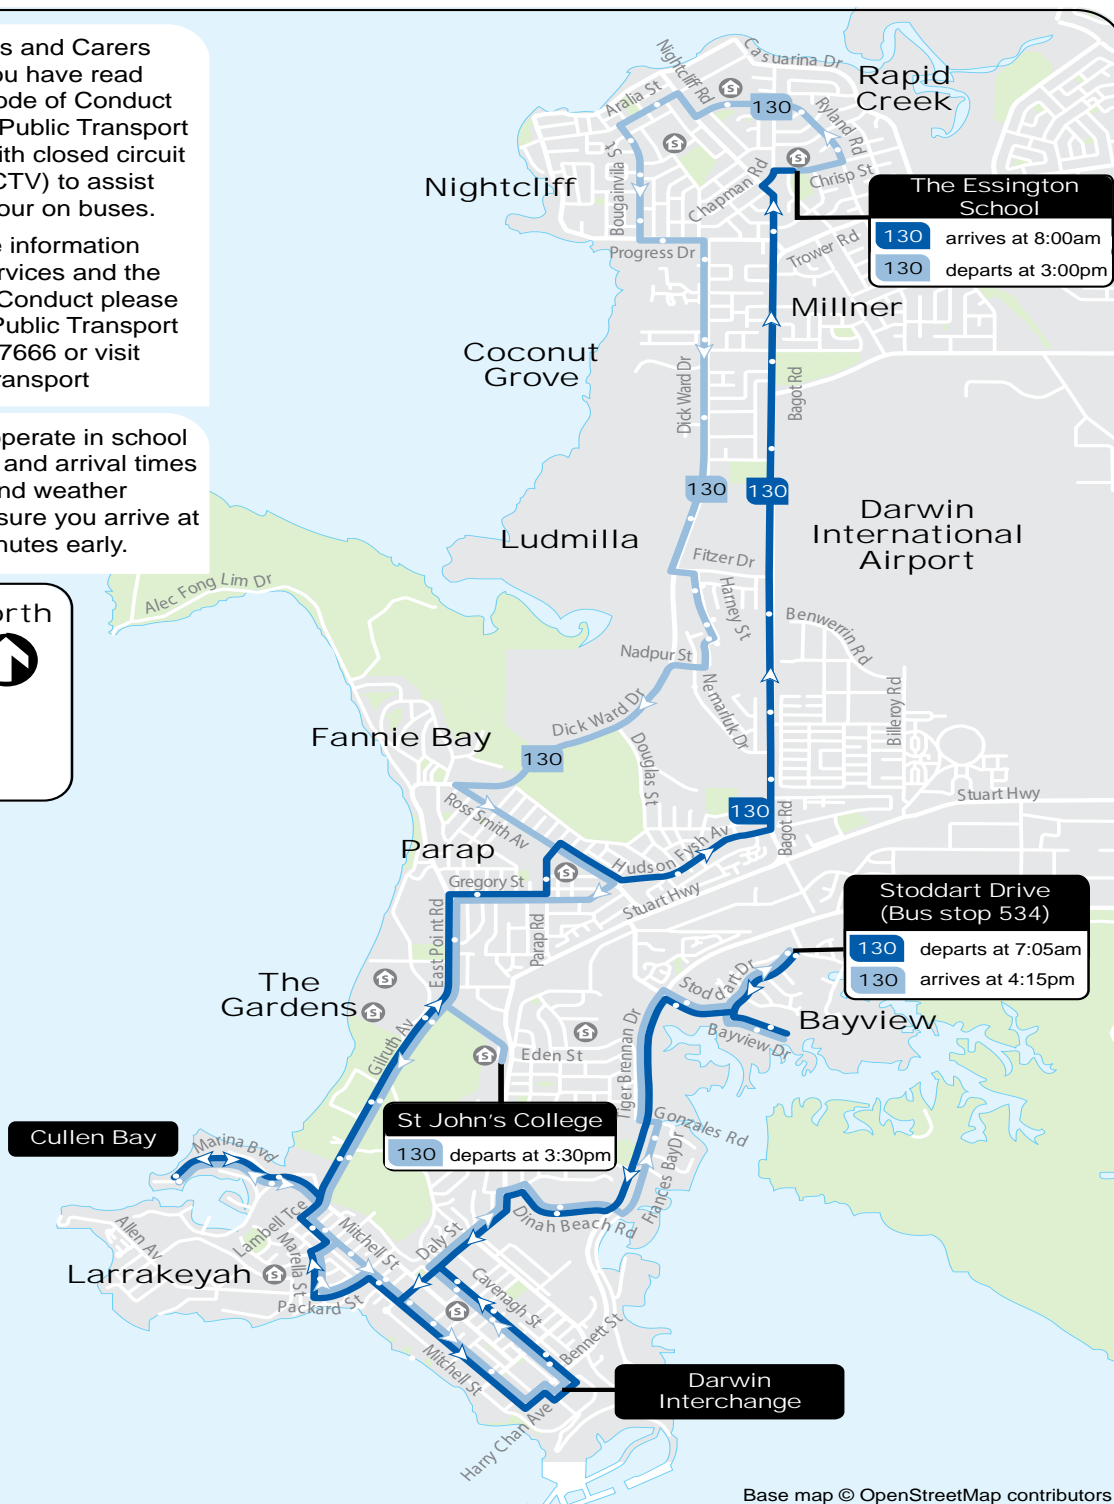 s and Carers
ou have read
ode of Conduct
Public Transport
ith closed circuit
CTV) to assist
our on buses.
e information
rvices and the
Conduct please
Public Transport
7666 or visit
ransport
operate in school
and arrival times
nd weather
sure you arrive at
nutes early.
orth
Rapid
Creek
Casuarina Dr
Nightcliff Rd
Aralia St
130
Ryland Rd
Chrisp St
Chapman Rd
Bougainvilla St
Nightcliff
The Essington
School
130 arrives at 8:00am
130 departs at 3:00pm
Progress Dr
Trower Rd
Millner
Coconut
Grove
Dick Ward Dr
Bagot Rd
130
130
Darwin
International
Airport
Ludmilla
Fitzer Dr
Harney St
Alec Fong Lim Dr
Benwerrin Rd
Nadpur St
Nemarluk Dr
Billeroy Rd
Dick Ward Dr
Fannie Bay
130
Douglas St
Stuart Hwy
Ross Smith Av
130
Bagot Rd
Hudson Fysh Av
Parap
Gregory St
Stuart Hwy
East Point Rd
Parap Rd
Stoddart Drive
(Bus stop 534)
130 departs at 7:05am
130 arrives at 4:15pm
Stoddart Dr
The
Gardens
Bayview
Bayview Dr
Gilruth Av
Eden St
Tiger Brennan Dr
St John's College
130 departs at 3:30pm
Gonzales Rd
Cullen Bay
Marina Bvd
Frances Bay Dr
Dinah Beach Rd
Lambell Tce
Allen Av
Marella St
Mitchell St
Daly St
Larrakeyah
Packard St
Cavenagh St
Bennett St
Mitchell St
Darwin
Interchange
Harry Chan Ave
Base map © OpenStreetMap contributors
S
S
S
S
S
S
S
S
S
S